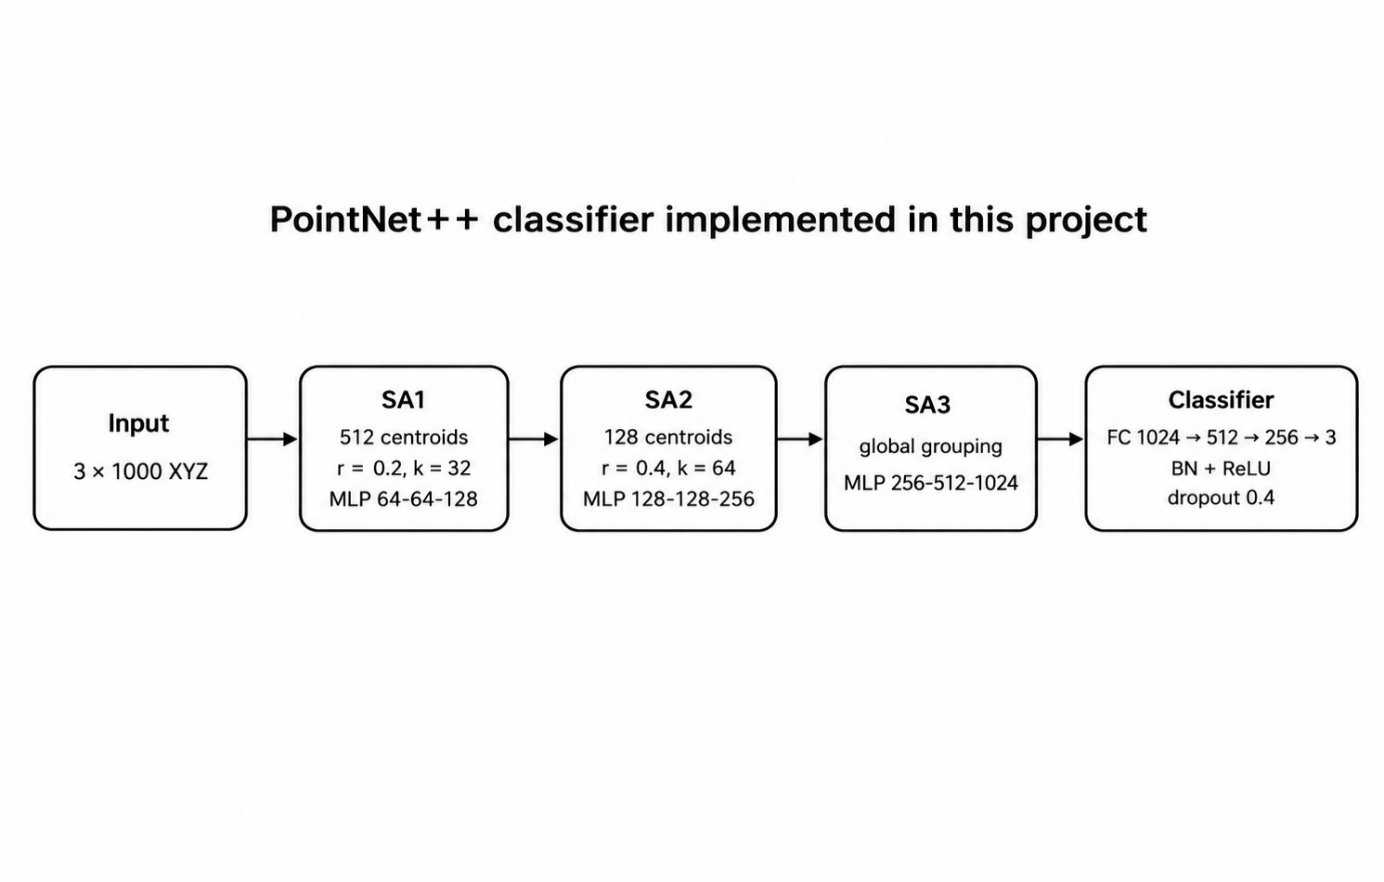 PointNet++ classifier implemented in this project
Input
3 × 1000 XYZ
SA1
512 centroids
r = 0.2, k = 32
MLP 64-64-128
SA2
128 centroids
r = 0.4, k = 64
MLP 128-128-256
SA3
global grouping
MLP 256-512-1024
Classifier
FC 1024 → 512 → 256 → 3
BN + ReLU
dropout 0.4